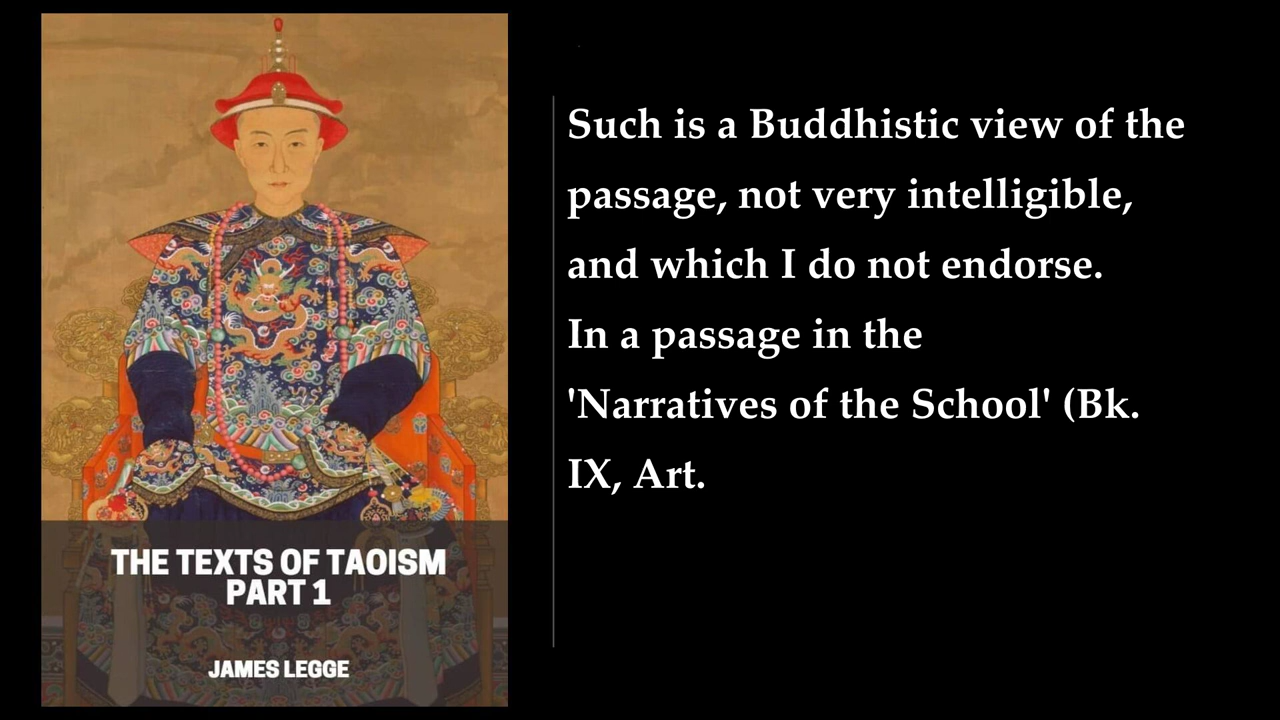 THE TEXTS OF TAOISM
PART 1
JAMES LEGGE
Such is a Buddhistic view of the
passage, not very intelligible,
and which I do not endorse.
In a passage in the
'Narratives of the School' (Bk.
IX, Art.